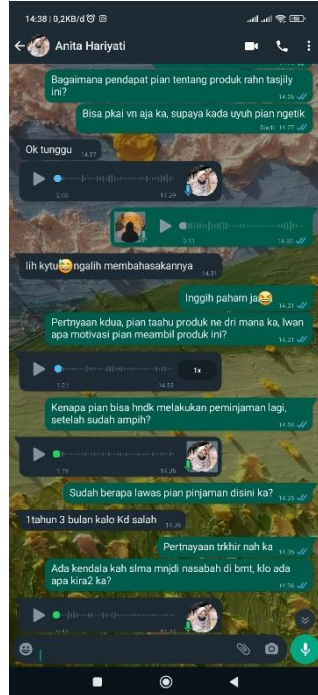 14:38 | 0,2KB/d
Anita Hariyati
Bagaimana pendapat pian tentang produk rahn tasjily
ini?
14.26
Bisa pkai vn aja ka, supaya kada uyuh pian ngetik
14.27
Ok tunggu
14.27
2.08
14.29
0.11
14.30
Iih kytu😅ngalih membahasakannya
14.31
Inggih paham ja😂
14.31
Pertnyaan kdua, pian taahu produk ne dri mana ka, lwan
apa motivasi pian meambil produk ini?
14.31
1x
1.21
14.33
Kenapa pian bisa hndk melakukan peminjaman lagi,
setelah sudah ampih?
14.34
1.19
14.36
Sudah berapa lawas pian pinjaman disini ka?
14.35
1tahun 3 bulan kalo Kd salah
14.36
Pertnayaan trkhir nah ka
14.36
Ada kendala kah slma mnjdi nasabah di bmt, klo ada
apa kira2 ka?
14.36